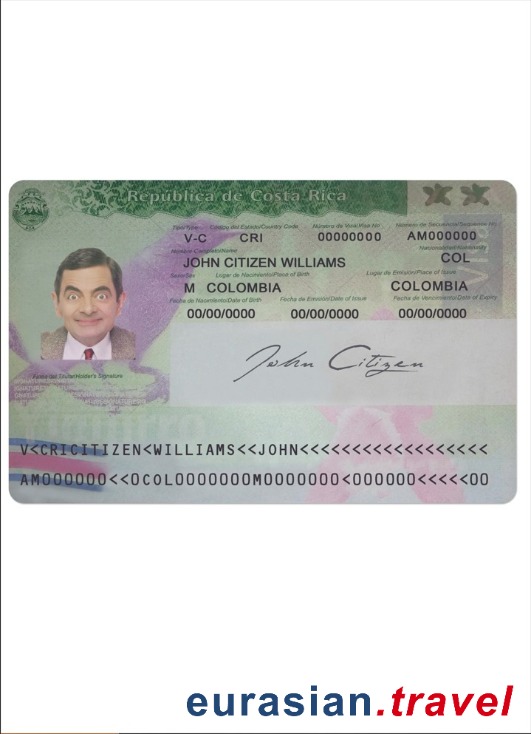 República de Costa Rica
Tipo/Type Código del Estado/Country Code Número de Visa/Visa Nr Número de Secuencia/Secuence Nr
V-C CRI 00000000 AM000000
Nombre Completo/Name Nacionalidad/Nationality
JOHN CITIZEN WILLIAMS COL
Sexo/Sex Lugar de Nacimiento/Place of Birth Lugar de Emisión/Place of Issue
M COLOMBIA COLOMBIA
Fecha de Nacimiento/Date of Birth Fecha de Emisión/Date of Issue Fecha de Vencimiento/Date of Expiry
00/00/0000 00/00/0000 00/00/0000
John Citizen
Firma del Titular/Holder's Signature
V<CRICITIZEN<WILLIAMS<<JOHN<<<<<<<<<<<<<<<<<
AM000000<<0COL0000000M0000000<000000<<<<<00
eurasian.travel